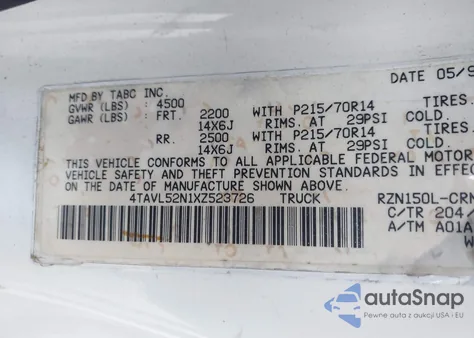 MFD BY TABC INC. DATE 05/9
GVWR (LBS): 4500
GAWR (LBS): FRT. 2200 WITH P215/70R14 TIRES
14X6J RIMS. AT 29PSI COLD.
RR. 2500 WITH P215/70R14 TIRES
14X6J RIMS. AT 29PSI COLD.
THIS VEHICLE CONFORMS TO ALL APPLICABLE FEDERAL MOTOR
VEHICLE SAFETY AND THEFT PREVENTION STANDARDS IN EFFEC
THE DATE OF MANUFACTURE SHOWN ABOVE.
4TAVL52N1XZ523726 TRUCK RZN150L-CRM
C/TR 204
A/TM A01A
autoSnap
Pewne auta z aukcji USA i EU